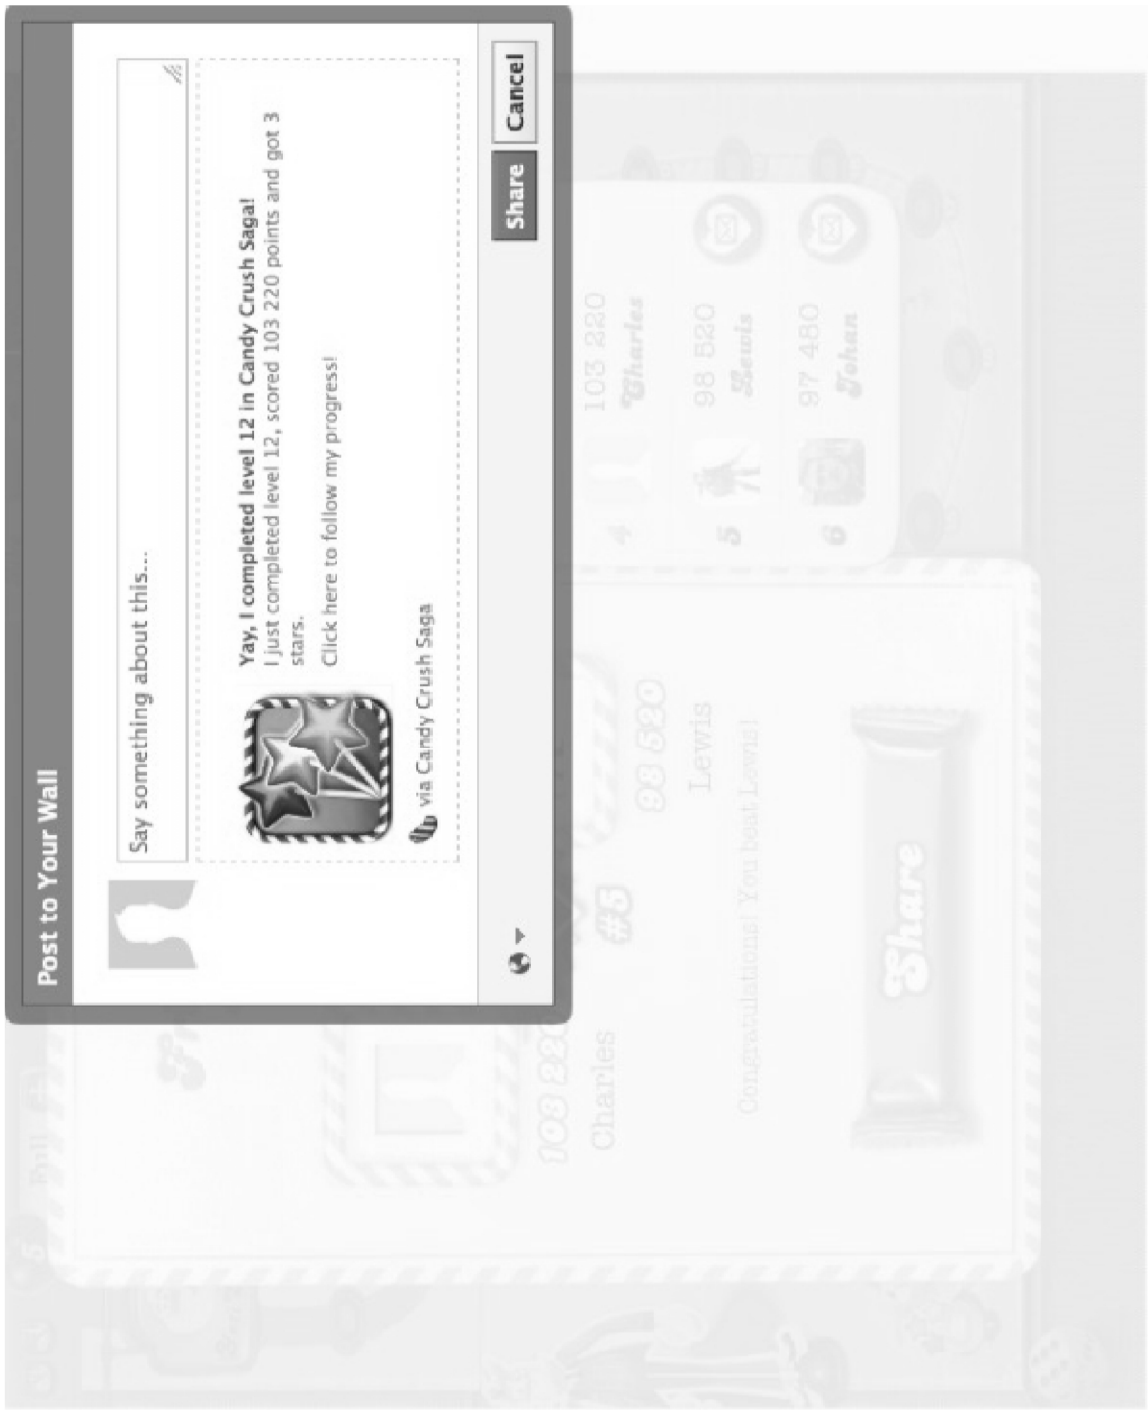 Post to Your Wall
Say something about this...
Yay, I completed level 12 in Candy Crush Saga!
I just completed level 12, scored 103 220 points and got 3
stars.
Click here to follow my progress!
via Candy Crush Saga
Share
Cancel
103 220
Charles
#5
98 520
Lewis
Congratulations! You beat Lewis!
Share
4
103 220
Charles
5
98 520
Lewis
6
97 480
Johan